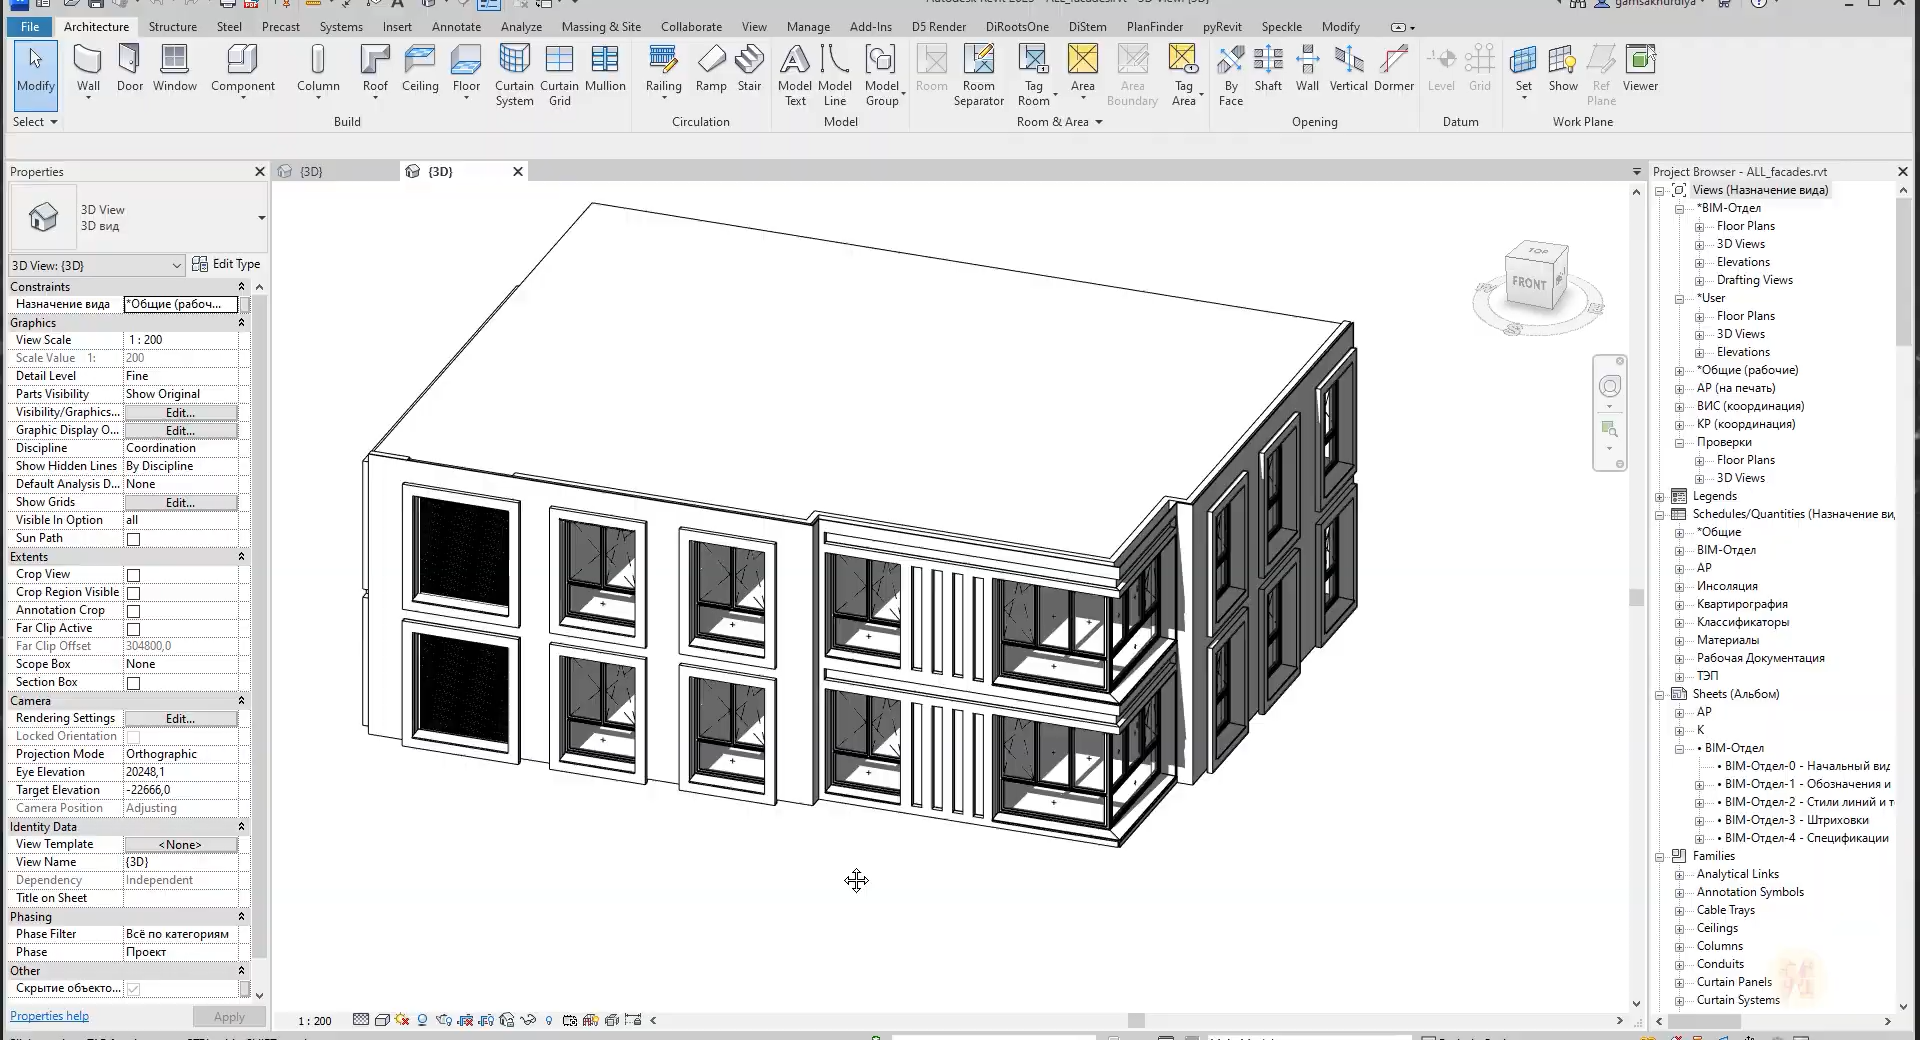 File Architecture Structure Steel Precast Systems Insert Annotate Analyze Massing & Site Collaborate View Manage Add-Ins D5 Render DiRootsOne DiStem PlanFinder pyRevit Speckle Modify
Modify Wall Door Window Component Column Roof Ceiling Floor Curtain System Curtain Grid Mullion Railing Ramp Stair Model Text Model Line Model Group Room Room Separator Tag Room Area Area Boundary Tag Area By Face Shaft Wall Vertical Dormer Level Grid Set Show Ref Plane Viewer
Select Build Circulation Model Room & Area Opening Datum Work Plane
Properties
3D View
3D вид
3D View: {3D} Edit Type
Constraints
Назначение вида *Общие (рабоч...
Graphics
View Scale 1 : 200
Scale Value 1: 200
Detail Level Fine
Parts Visibility Show Original
Visibility/Graphics... Edit...
Graphic Display O... Edit...
Discipline Coordination
Show Hidden Lines By Discipline
Default Analysis D... None
Show Grids Edit...
Visible In Option all
Sun Path
Extents
Crop View
Crop Region Visible
Annotation Crop
Far Clip Active
Far Clip Offset 304800,0
Scope Box None
Section Box
Camera
Rendering Settings Edit...
Locked Orientation
Projection Mode Orthographic
Eye Elevation 20248,1
Target Elevation -22666,0
Camera Position Adjusting
Identity Data
View Template <None>
View Name {3D}
Dependency Independent
Title on Sheet
Phasing
Phase Filter Всё по категориям
Phase Проект
Other
Скрытие объекто...
Properties help Apply
{3D} {3D}
TOP
FRONT
1 : 200
Project Browser - ALL_facades.rvt
Views (Назначение вида)
*BIM-Отдел
Floor Plans
3D Views
Elevations
Drafting Views
*User
Floor Plans
3D Views
Elevations
*Общие (рабочие)
АР (на печать)
ВИС (координация)
КР (координация)
Проверки
Floor Plans
3D Views
Legends
Schedules/Quantities (Назначение ви
*Общие
BIM-Отдел
АР
Инсоляция
Квартирография
Классификаторы
Материалы
Рабочая Документация
ТЭП
Sheets (Альбом)
АР
К
• BIM-Отдел
• BIM-Отдел-0 - Начальный вид
• BIM-Отдел-1 - Обозначения и
• BIM-Отдел-2 - Стили линий и т
• BIM-Отдел-3 - Штриховки
• BIM-Отдел-4 - Спецификации
Families
Analytical Links
Annotation Symbols
Cable Trays
Ceilings
Columns
Conduits
Curtain Panels
Curtain Systems